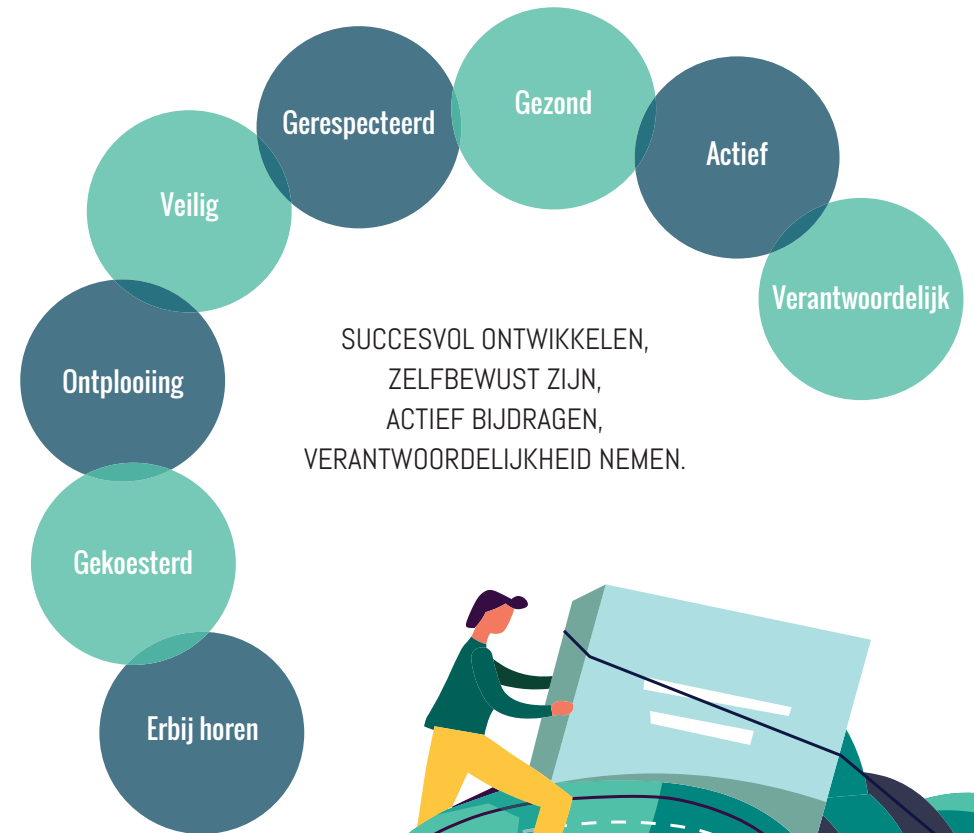 Gerespecteerd
Gezond
Actief
Veilig
Verantwoordelijk
Ontplooiing
Gekoesterd
Erbij horen
SUCCESVOL ONTWIKKELEN,
ZELFBEWUST ZIJN,
ACTIEF BIJDRAGEN,
VERANTWOORDELIJKHEID NEMEN.